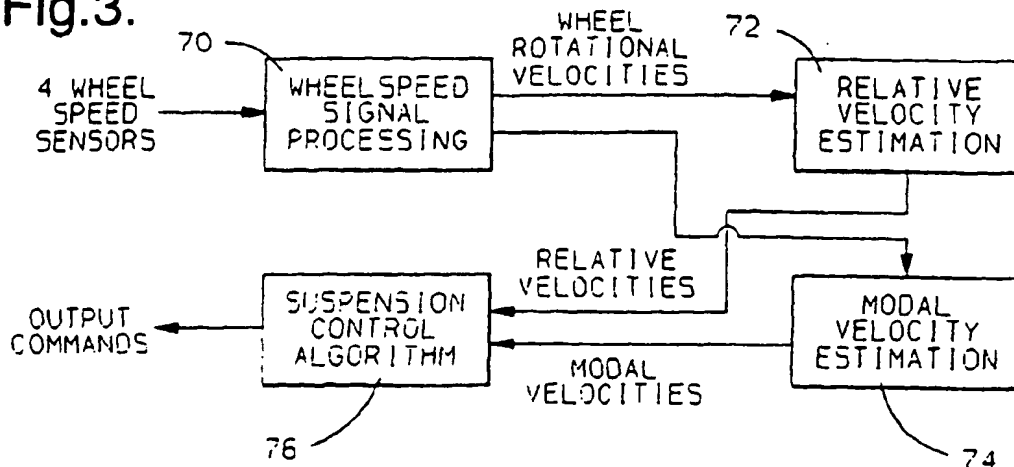 Fig.3.
70
WHEEL
ROTATIONAL
VELOCITIES
72
4 WHEEL
SPEED
SENSORS
WHEELSPEED
SIGNAL
PROCESSING
RELATIVE
VELOCITY
ESTIMATION
RELATIVE
VELOCITIES
OUTPUT
COMMANDS
SUSPENSION
CONTROL
ALGORITHM
MODAL
VELOCITY
ESTIMATION
MODAL
VELOCITIES
76
74